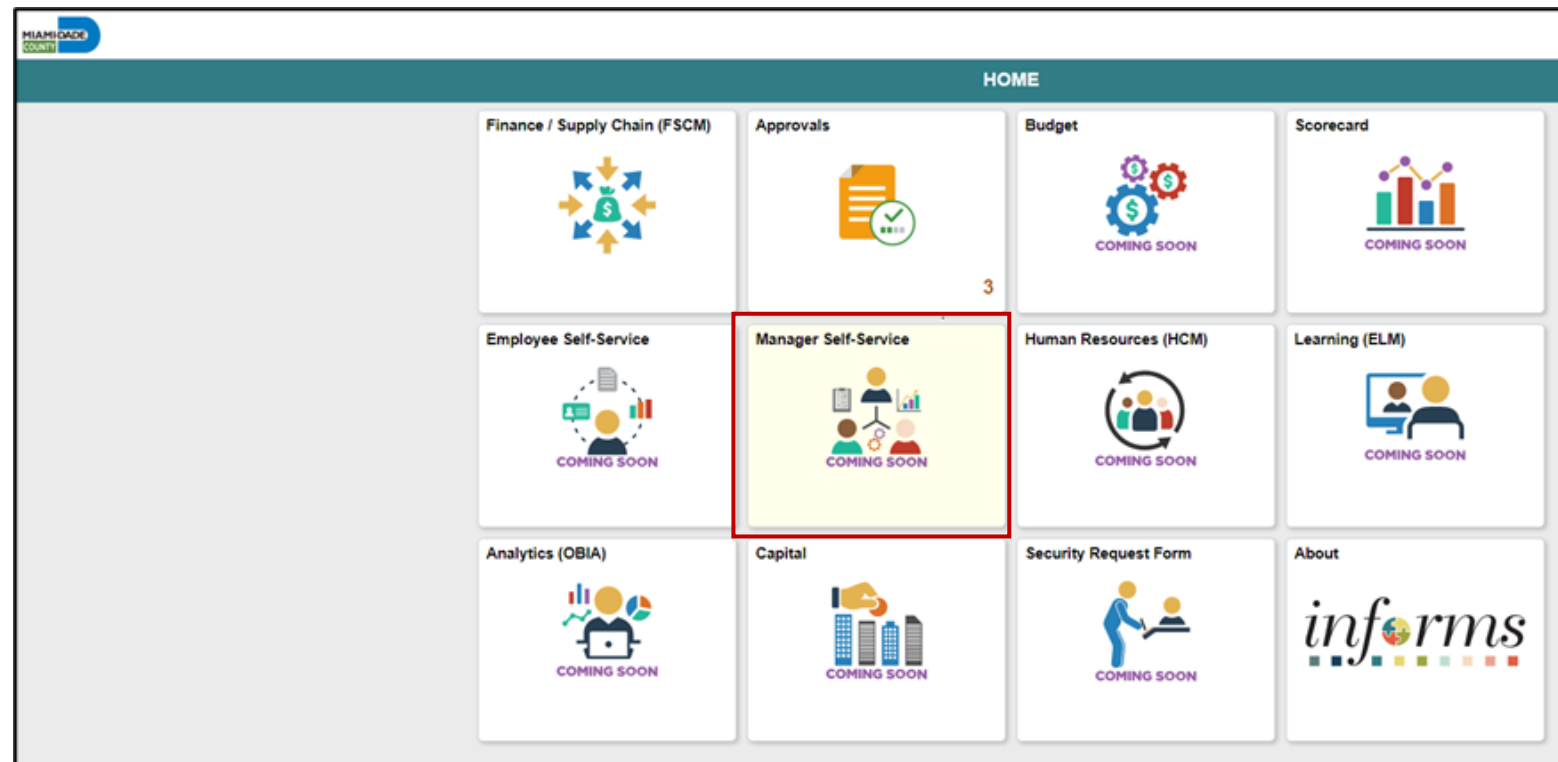 MIAMI-DADE
COUNTY
HOME
Finance / Supply Chain (FSCM)
Approvals
3
Budget
COMING SOON
Scorecard
COMING SOON
Employee Self-Service
COMING SOON
Manager Self-Service
COMING SOON
Human Resources (HCM)
COMING SOON
Learning (ELM)
COMING SOON
Analytics (OBIA)
COMING SOON
Capital
COMING SOON
Security Request Form
COMING SOON
About
informs